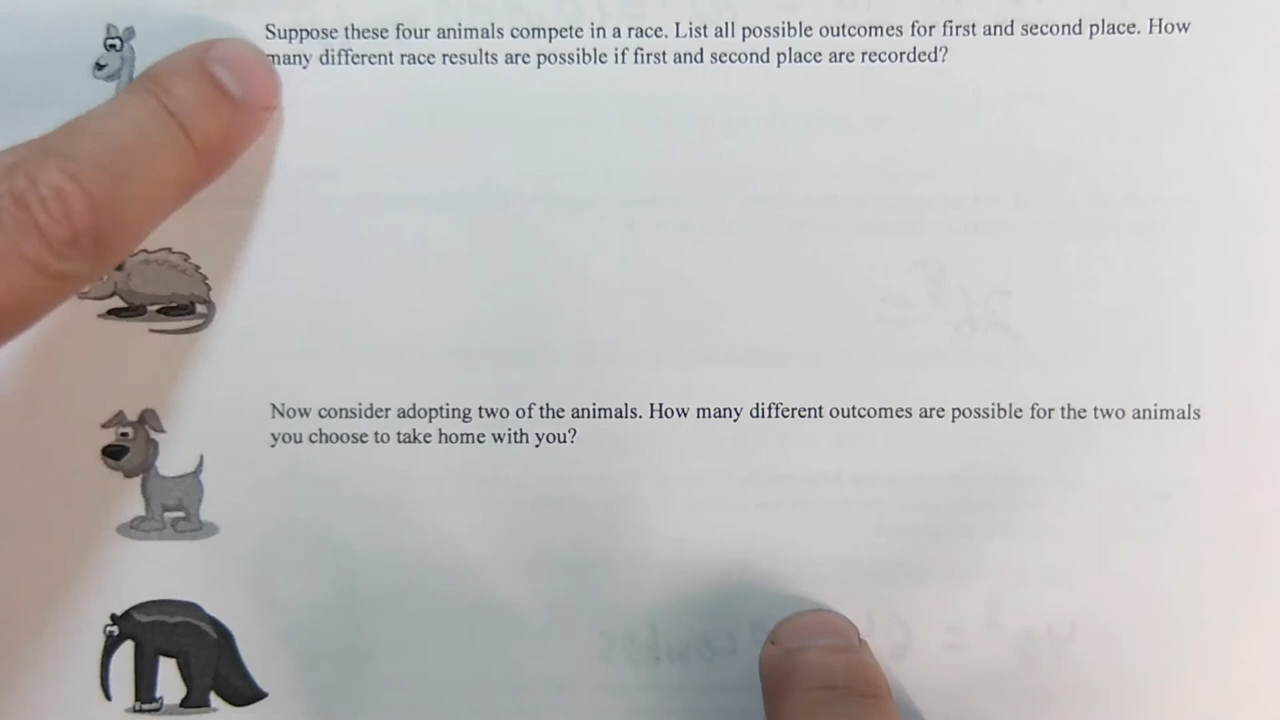 Suppose these four animals compete in a race. List all possible outcomes for first and second place. How
many different race results are possible if first and second place are recorded?
Now consider adopting two of the animals. How many different outcomes are possible for the two animals
you choose to take home with you?